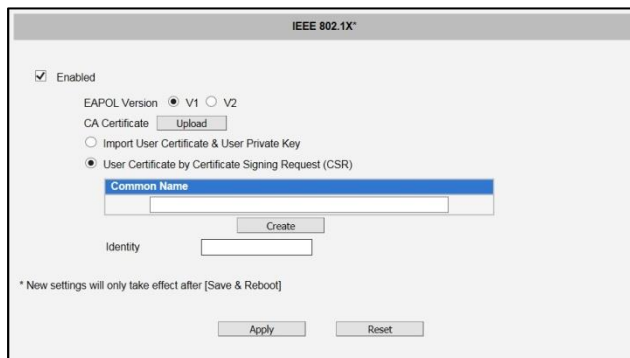 IEEE 802.1X*
Enabled
EAPOL Version V1 V2
CA Certificate Upload
Import User Certificate & User Private Key
User Certificate by Certificate Signing Request (CSR)
Common Name
Create
Identity
* New settings will only take effect after [Save & Reboot]
Apply Reset